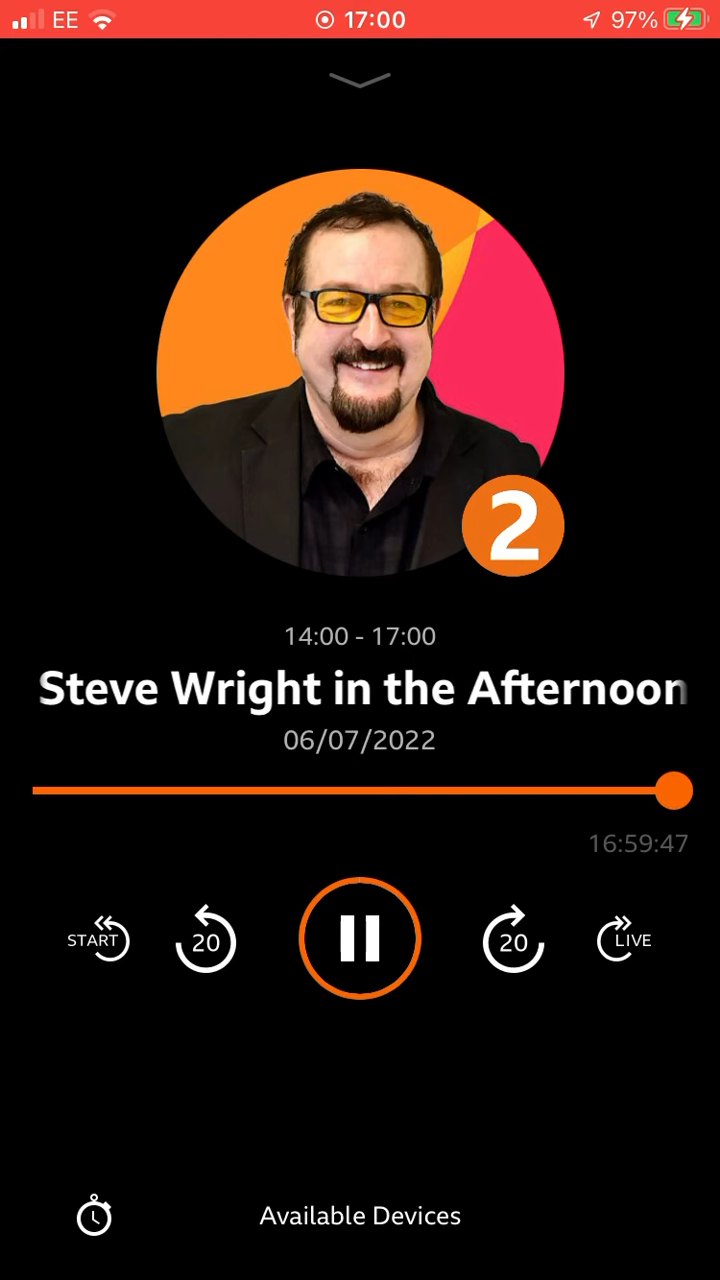 EE 17:00 97%
2
14:00 - 17:00
Steve Wright in the Afternoon
06/07/2022
16:59:47
START 20 20 LIVE
Available Devices